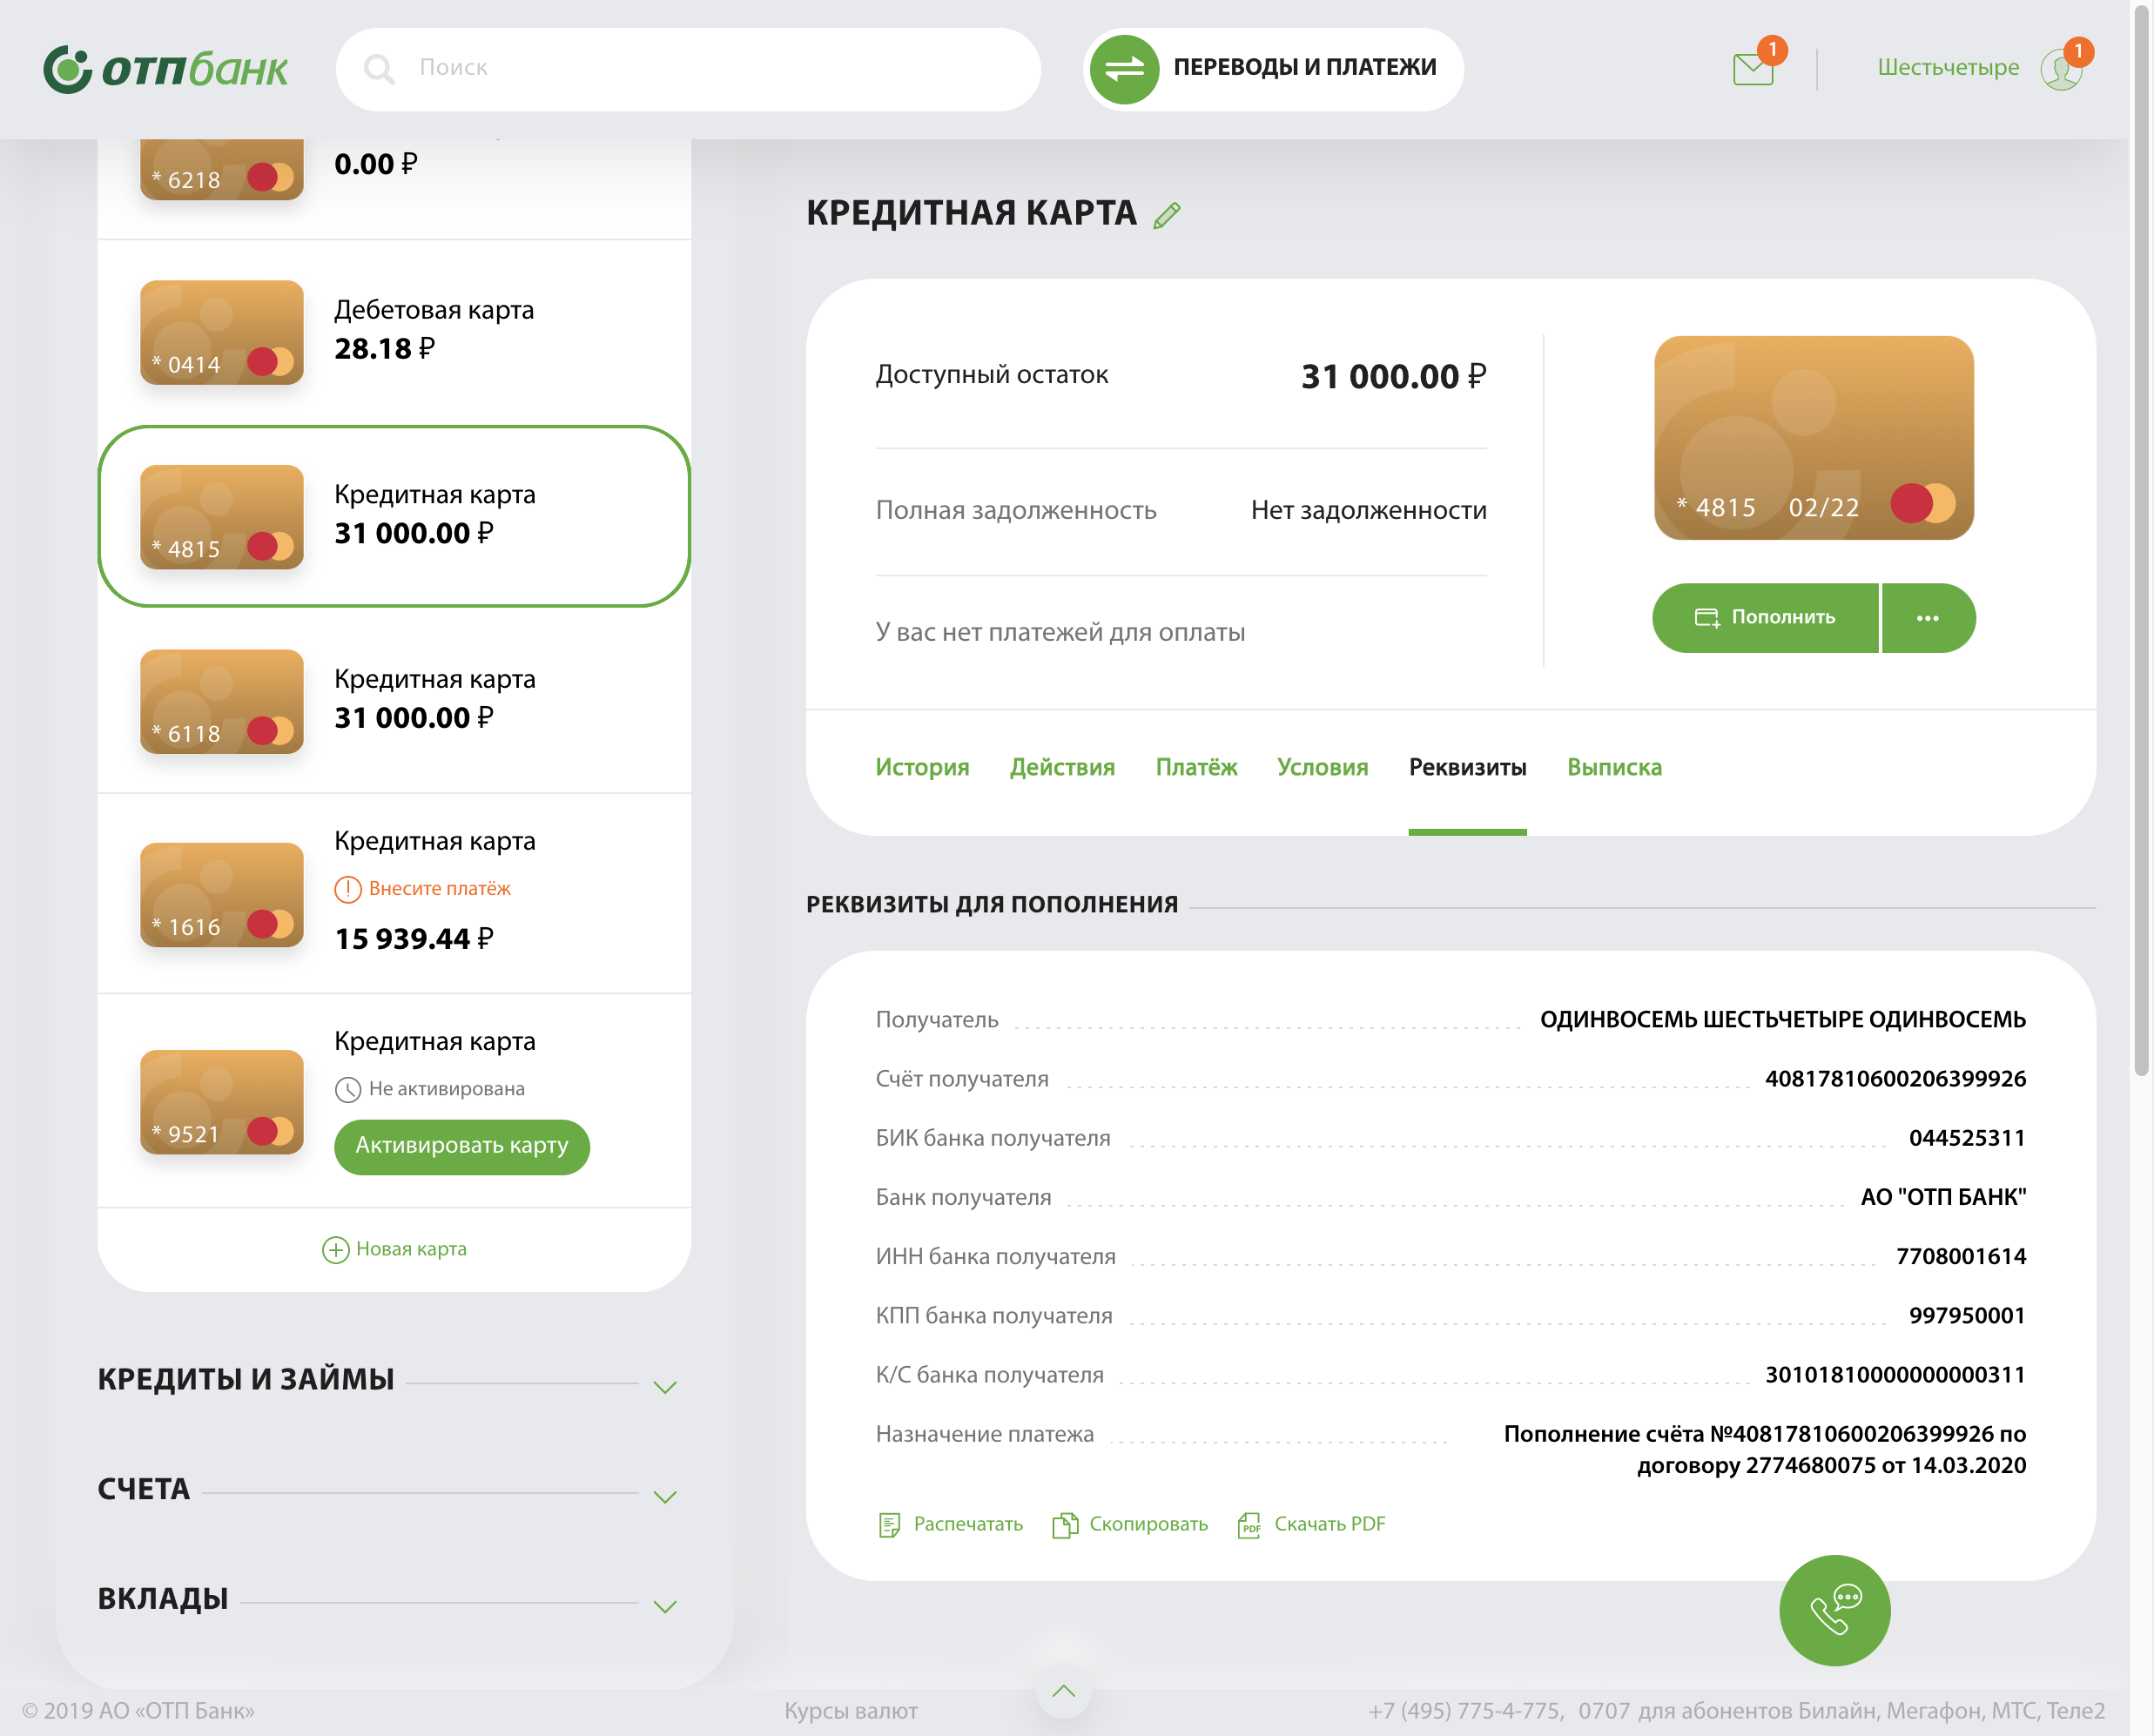 ОТПбанк
Поиск
ПЕРЕВОДЫ И ПЛАТЕЖИ
1
Шестьчетыре
1
* 6218
0.00 ₽
* 0414
Дебетовая карта
28.18 ₽
* 4815
Кредитная карта
31 000.00 ₽
* 6118
Кредитная карта
31 000.00 ₽
* 1616
Кредитная карта
Внесите платёж
15 939.44 ₽
* 9521
Кредитная карта
Не активирована
Активировать карту
Новая карта
КРЕДИТЫ И ЗАЙМЫ
СЧЕТА
ВКЛАДЫ
КРЕДИТНАЯ КАРТА
Доступный остаток 31 000.00 ₽
Полная задолженность Нет задолженности
У вас нет платежей для оплаты
* 4815 02/22
Пополнить
История Действия Платёж Условия Реквизиты Выписка
РЕКВИЗИТЫ ДЛЯ ПОПОЛНЕНИЯ
Получатель ОДИНВОСЕМЬ ШЕСТЬЧЕТЫРЕ ОДИНВОСЕМЬ
Счёт получателя 40817810600206399926
БИК банка получателя 044525311
Банк получателя АО "ОТП БАНК"
ИНН банка получателя 7708001614
КПП банка получателя 997950001
К/С банка получателя 30101810000000000311
Назначение платежа Пополнение счёта №40817810600206399926 по
договору 2774680075 от 14.03.2020
Распечатать Скопировать PDF Скачать PDF
© 2019 АО «ОТП Банк» Курсы валют +7 (495) 775-4-775, 0707 для абонентов Билайн, Мегафон, МТС, Теле2